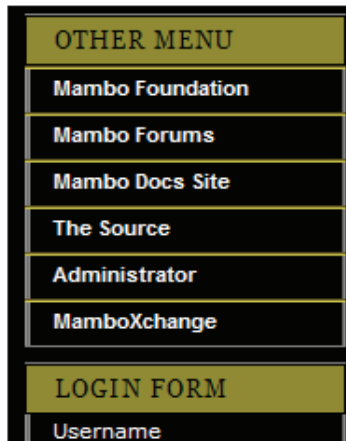 OTHER MENU
Mambo Foundation
Mambo Forums
Mambo Docs Site
The Source
Administrator
MamboXchange
LOGIN FORM
Username